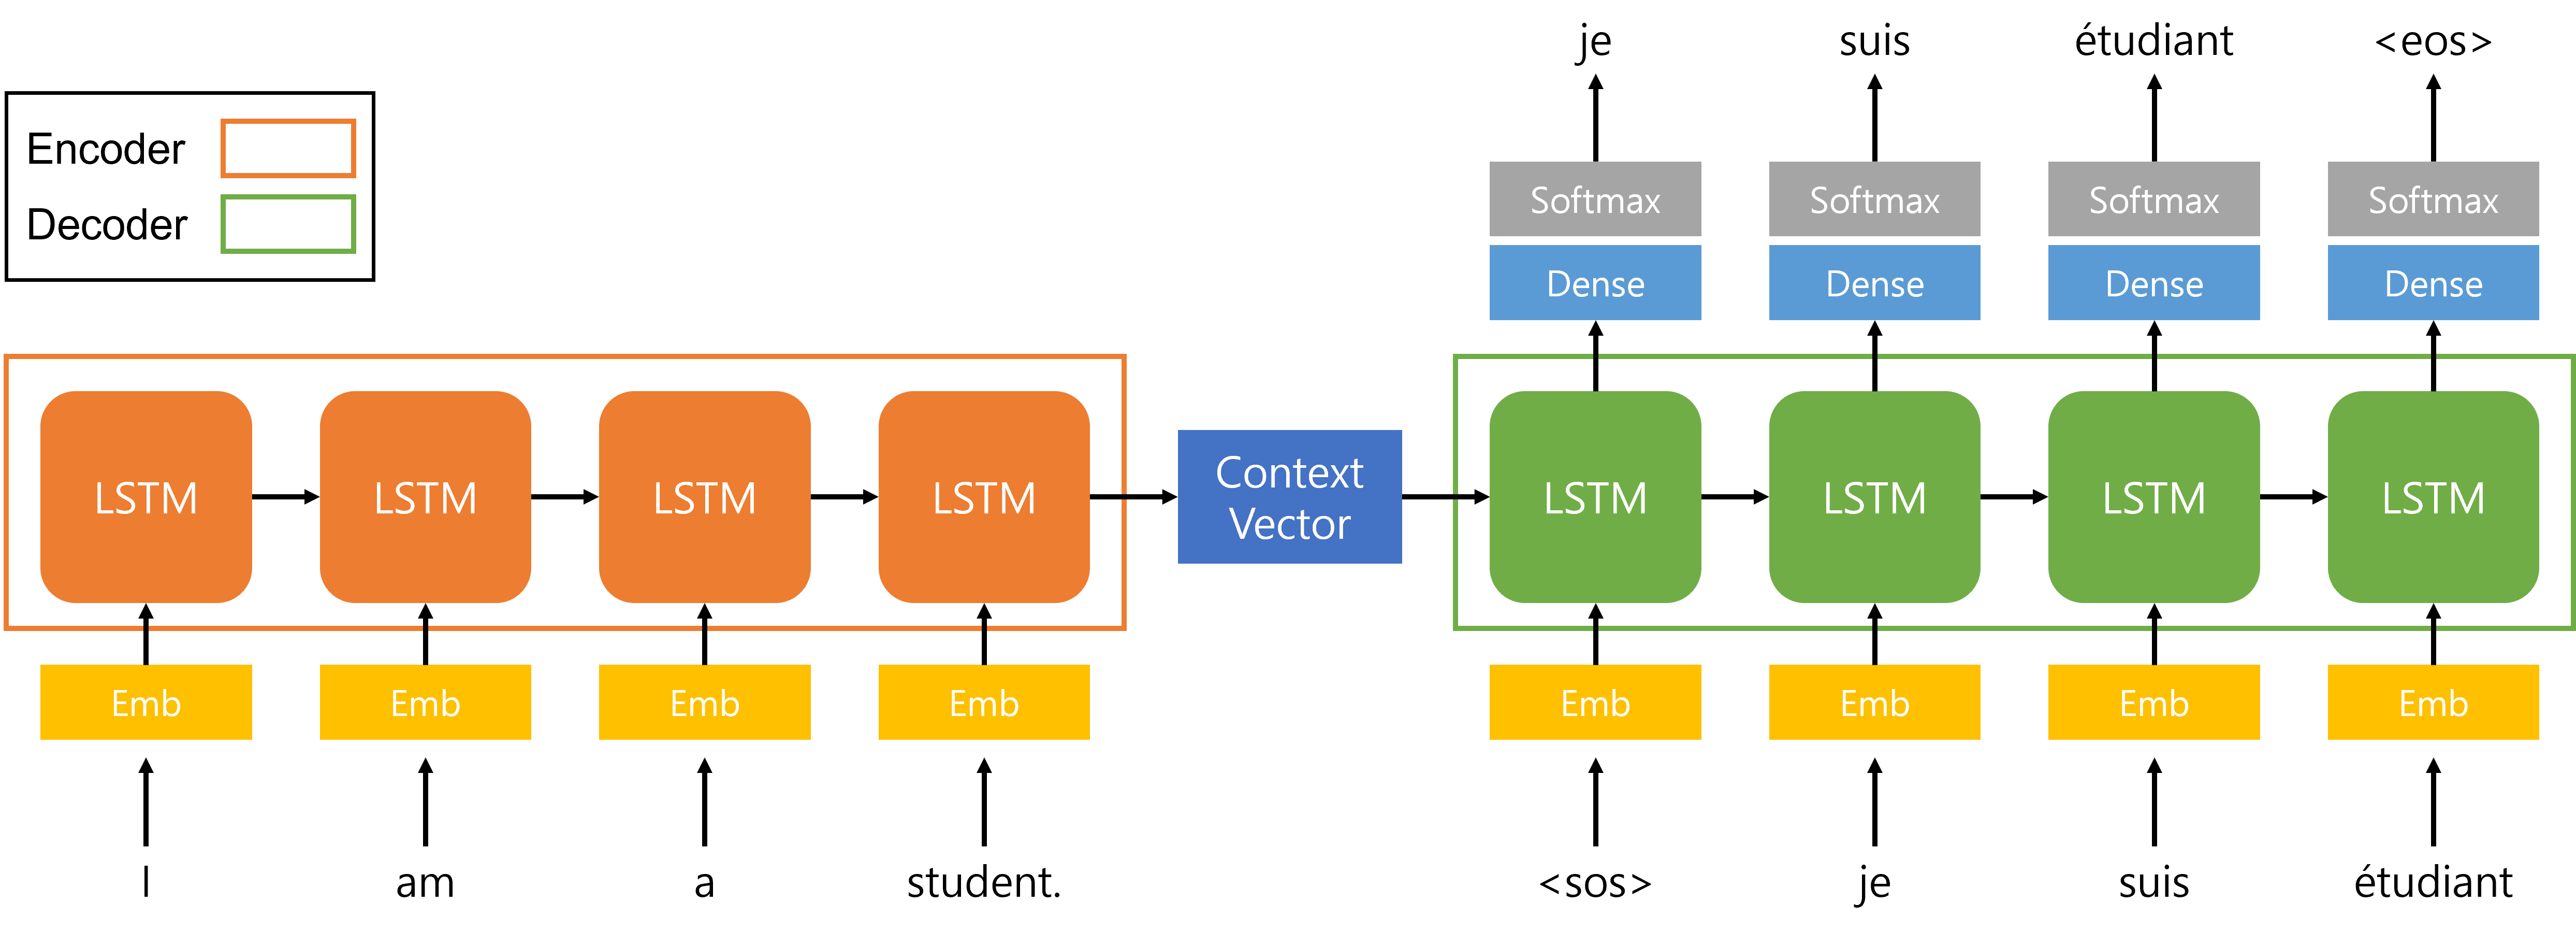 je suis étudiant <eos>
Encoder
Decoder
Softmax Softmax Softmax Softmax
Dense Dense Dense Dense
LSTM LSTM LSTM LSTM
Context
Vector
LSTM LSTM LSTM LSTM
Emb Emb Emb Emb Emb Emb Emb Emb
I am a student. <sos> je suis étudiant